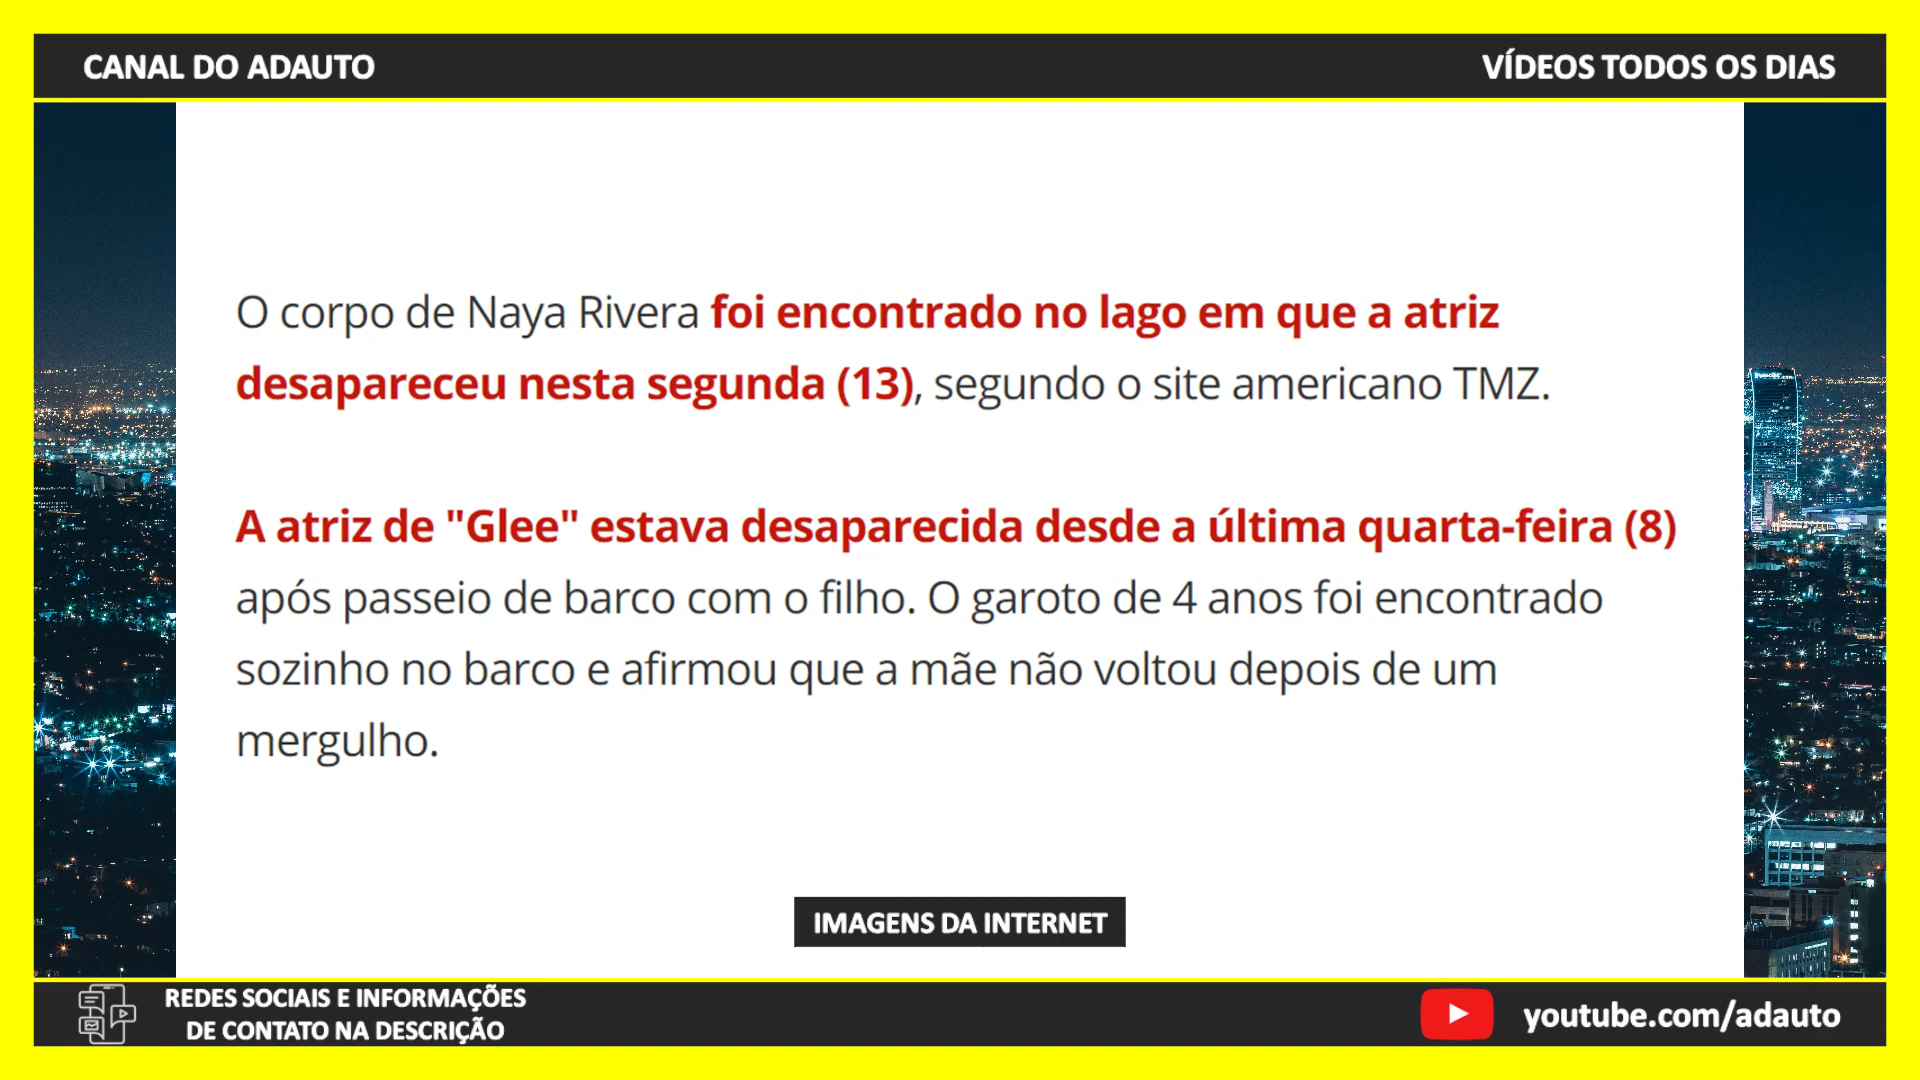 CANAL DO ADAUTO
VÍDEOS TODOS OS DIAS
O corpo de Naya Rivera foi encontrado no lago em que a atriz
desapareceu nesta segunda (13), segundo o site americano TMZ.
A atriz de "Glee" estava desaparecida desde a última quarta-feira (8)
após passeio de barco com o filho. O garoto de 4 anos foi encontrado
sozinho no barco e afirmou que a mãe não voltou depois de um
mergulho.
IMAGENS DA INTERNET
REDES SOCIAIS E INFORMAÇÕES
DE CONTATO NA DESCRIÇÃO
youtube.com/adauto